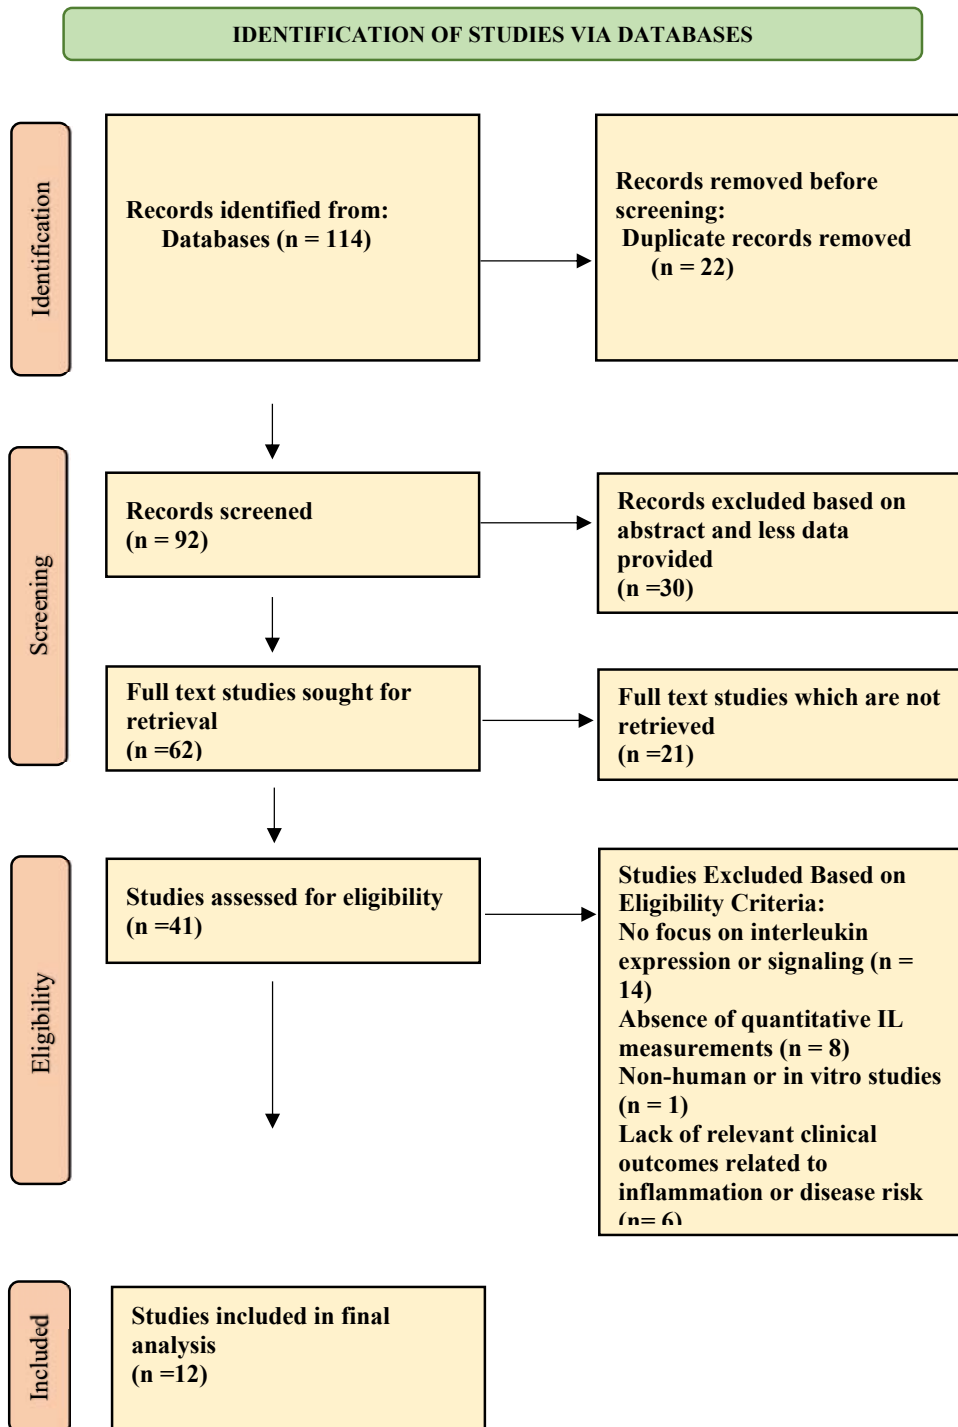 IDENTIFICATION OF STUDIES VIA DATABASES
Identification
Records identified from:
Databases (n = 114)
Records removed before
screening:
Duplicate records removed
(n = 22)
Screening
Records screened
(n = 92)
Records excluded based on
abstract and less data
provided
(n =30)
Full text studies sought for
retrieval
(n =62)
Full text studies which are not
retrieved
(n =21)
Eligibility
Studies assessed for eligibility
(n =41)
Studies Excluded Based on
Eligibility Criteria:
No focus on interleukin
expression or signaling (n =
14)
Absence of quantitative IL
measurements (n = 8)
Non-human or in vitro studies
(n = 1)
Lack of relevant clinical
outcomes related to
inflammation or disease risk
(n= 6)
Included
Studies included in final
analysis
(n =12)